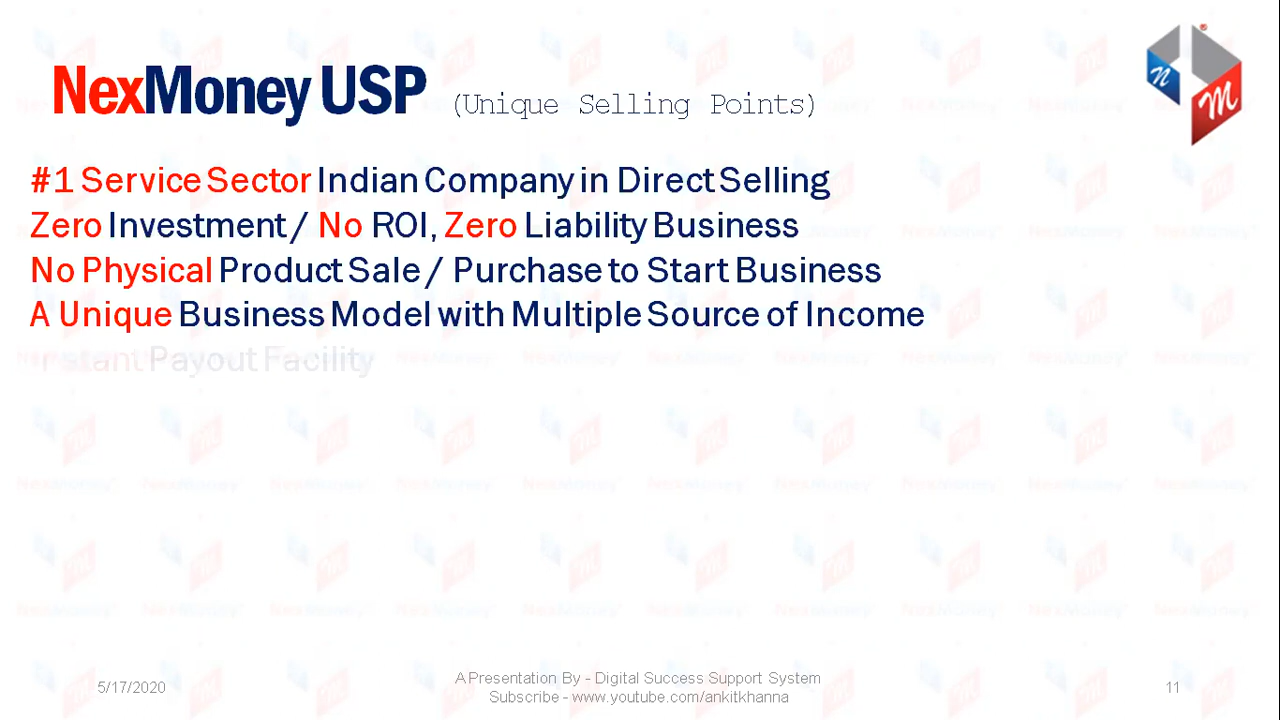 NexMoney USP (Unique Selling Points)
#1 Service Sector Indian Company in Direct Selling
Zero Investment / No ROI, Zero Liability Business
No Physical Product Sale / Purchase to Start Business
A Unique Business Model with Multiple Source of Income
Instant Payout Facility
5/17/2020
A Presentation By - Digital Success Support System
Subscribe - www.youtube.com/ankitkhanna
11